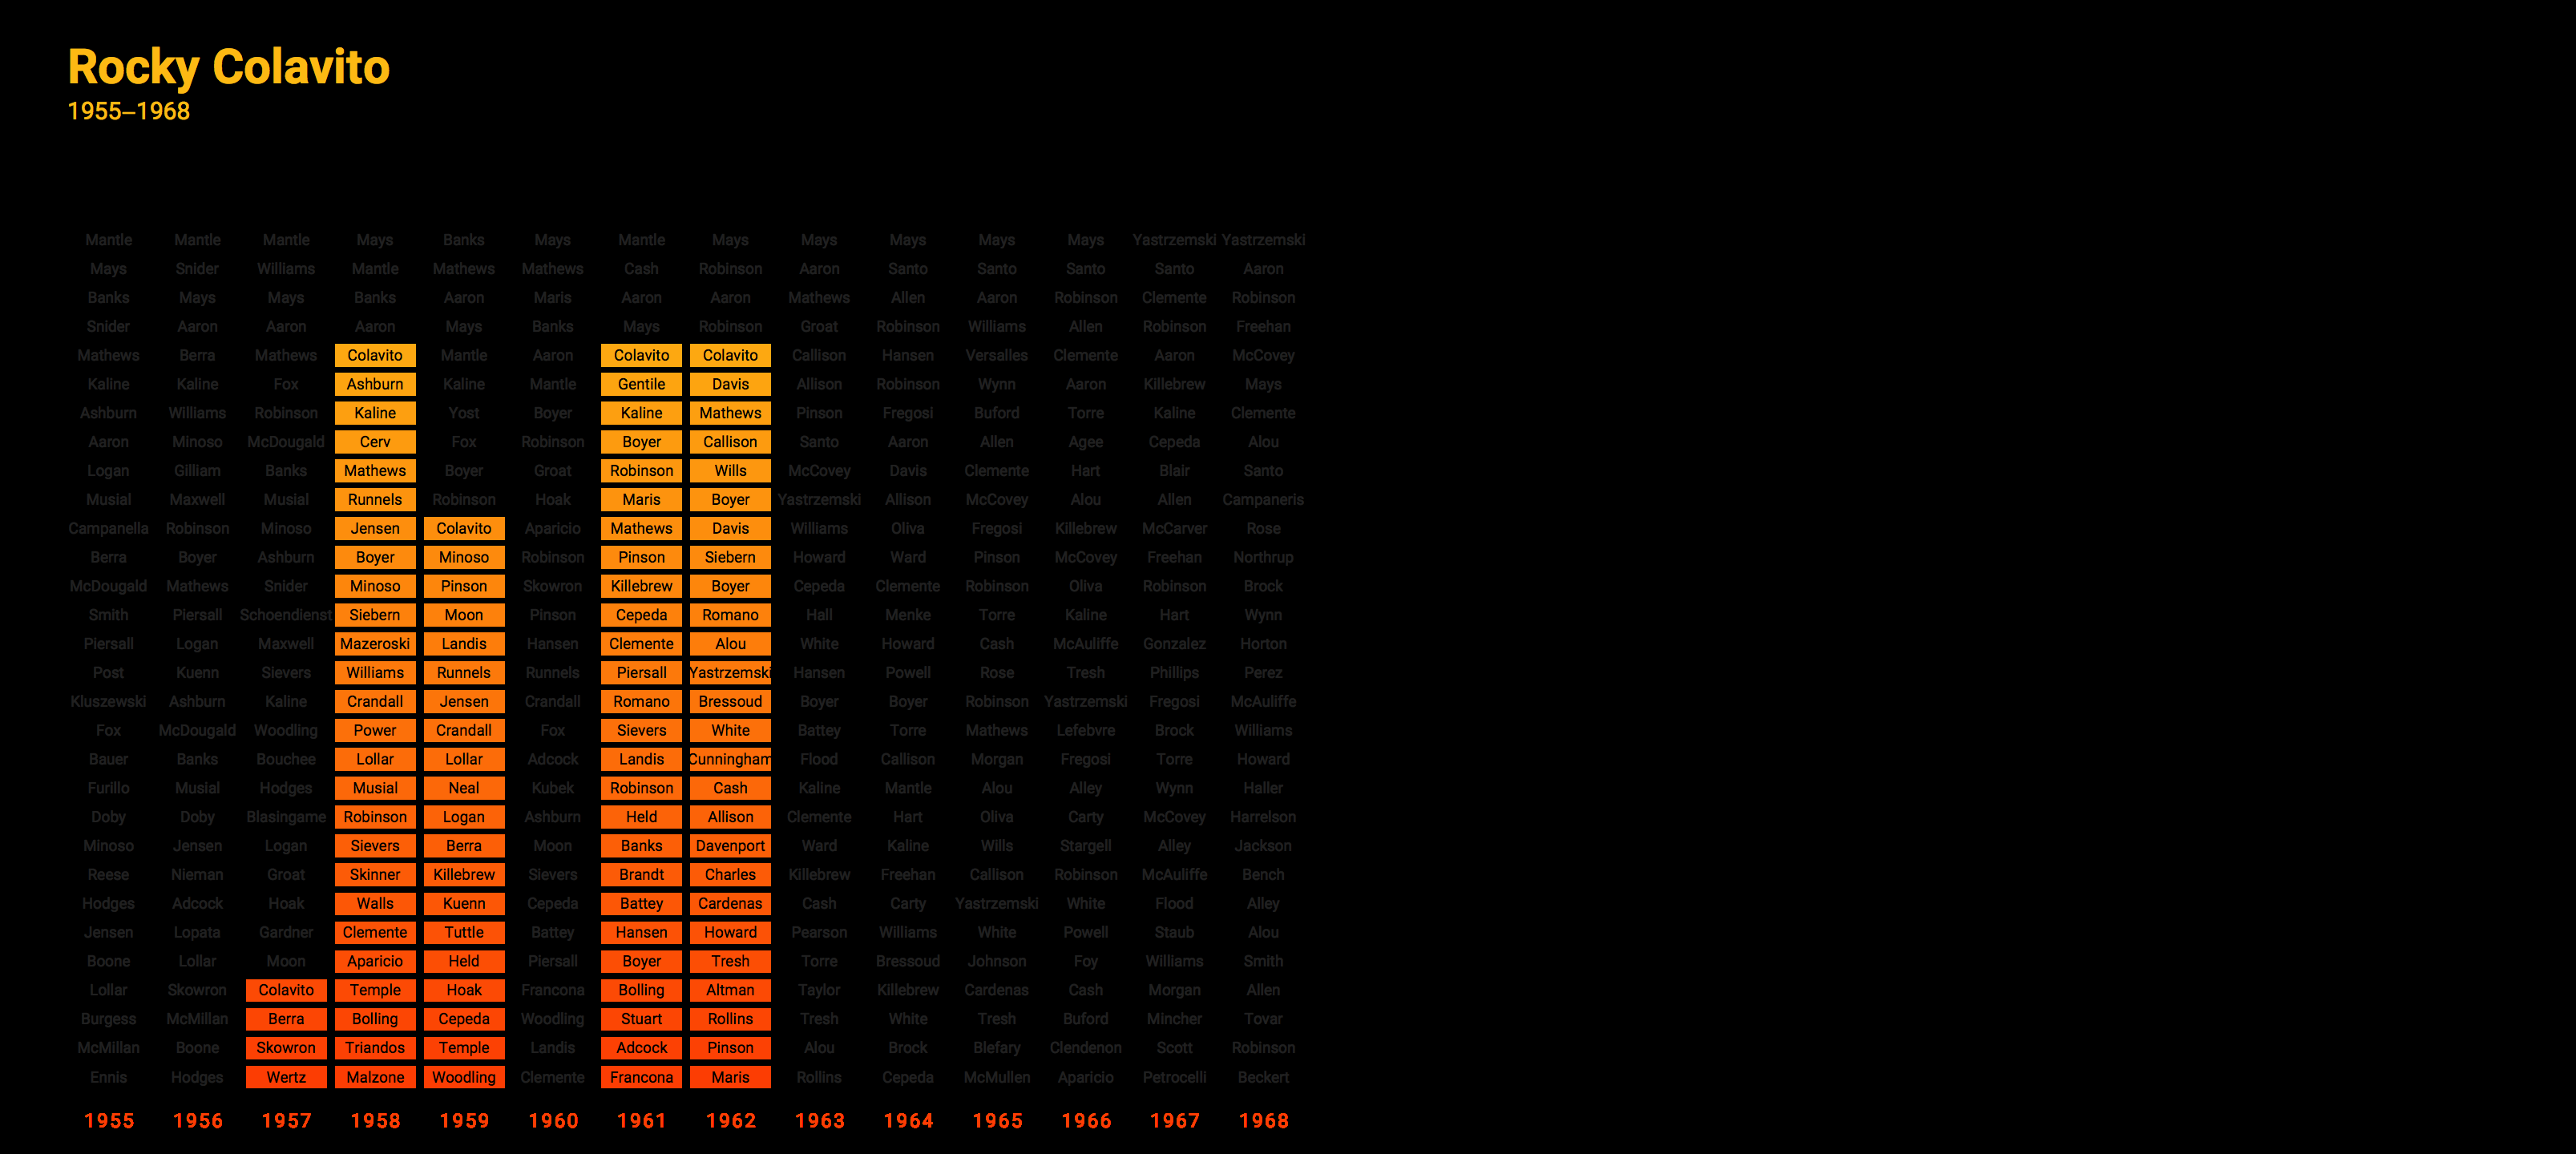 Rocky Colavito
1955–1968
Mantle Mantle Mantle Mays Banks Mays Mantle Mays Mays Mays Mays Mays Yastrzemski Yastrzemski
Mays Snider Williams Mantle Mathews Mathews Cash Robinson Aaron Santo Santo Santo Santo Aaron
Banks Mays Mays Banks Aaron Maris Aaron Aaron Mathews Allen Aaron Robinson Clemente Robinson
Snider Aaron Aaron Aaron Mays Banks Mays Robinson Groat Robinson Williams Allen Robinson Freehan
Mathews Berra Mathews Colavito Mantle Aaron Colavito Colavito Callison Hansen Versalles Clemente Aaron McCovey
Kaline Kaline Fox Ashburn Kaline Mantle Gentile Davis Allison Robinson Wynn Aaron Killebrew Mays
Ashburn Williams Robinson Kaline Yost Boyer Kaline Mathews Pinson Fregosi Buford Torre Kaline Clemente
Aaron Minoso McDougald Cerv Fox Robinson Boyer Callison Santo Aaron Allen Agee Cepeda Alou
Logan Gilliam Banks Mathews Boyer Groat Robinson Wills McCovey Davis Clemente Hart Blair Santo
Musial Maxwell Musial Runnels Robinson Hoak Maris Boyer Yastrzemski Allison McCovey Alou Allen Campaneris
Campanella Robinson Minoso Jensen Colavito Aparicio Mathews Davis Williams Oliva Fregosi Killebrew McCarver Rose
Berra Boyer Ashburn Boyer Minoso Robinson Pinson Siebern Howard Ward Pinson McCovey Freehan Northrup
McDougald Mathews Snider Minoso Pinson Skowron Killebrew Boyer Cepeda Clemente Robinson Oliva Robinson Brock
Smith Piersall Schoendienst Siebern Moon Pinson Cepeda Romano Hall Menke Torre Kaline Hart Wynn
Piersall Logan Maxwell Mazeroski Landis Hansen Clemente Alou White Howard Cash McAuliffe Gonzalez Horton
Post Kuenn Sievers Williams Runnels Runnels Piersall Yastrzemski Hansen Powell Rose Tresh Phillips Perez
Kluszewski Ashburn Kaline Crandall Jensen Crandall Romano Bressoud Boyer Boyer Robinson Yastrzemski Fregosi McAuliffe
Fox McDougald Woodling Power Crandall Fox Sievers White Battey Torre Mathews Lefebvre Brock Williams
Bauer Banks Bouchee Lollar Lollar Adcock Landis Cunningham Flood Callison Morgan Fregosi Torre Howard
Furillo Musial Hodges Musial Neal Kubek Robinson Cash Kaline Mantle Alou Alley Wynn Haller
Doby Doby Blasingame Robinson Logan Ashburn Held Allison Clemente Hart Oliva Carty McCovey Harrelson
Minoso Jensen Logan Sievers Berra Moon Banks Davenport Ward Kaline Wills Stargell Alley Jackson
Reese Nieman Groat Skinner Killebrew Sievers Brandt Charles Killebrew Freehan Callison Robinson McAuliffe Bench
Hodges Adcock Hoak Walls Kuenn Cepeda Battey Cardenas Cash Carty Yastrzemski White Flood Alley
Jensen Lopata Gardner Clemente Tuttle Battey Hansen Howard Pearson Williams White Powell Staub Alou
Boone Lollar Moon Aparicio Held Piersall Boyer Tresh Torre Bressoud Johnson Foy Williams Smith
Lollar Skowron Colavito Temple Hoak Francona Bolling Altman Taylor Killebrew Cardenas Cash Morgan Allen
Burgess McMillan Berra Bolling Cepeda Woodling Stuart Rollins Tresh White Tresh Buford Mincher Tovar
McMillan Boone Skowron Triandos Temple Landis Adcock Pinson Alou Brock Blefary Clendenon Scott Robinson
Ennis Hodges Wertz Malzone Woodling Clemente Francona Maris Rollins Cepeda McMullen Aparicio Petrocelli Beckert
1955 1956 1957 1958 1959 1960 1961 1962 1963 1964 1965 1966 1967 1968